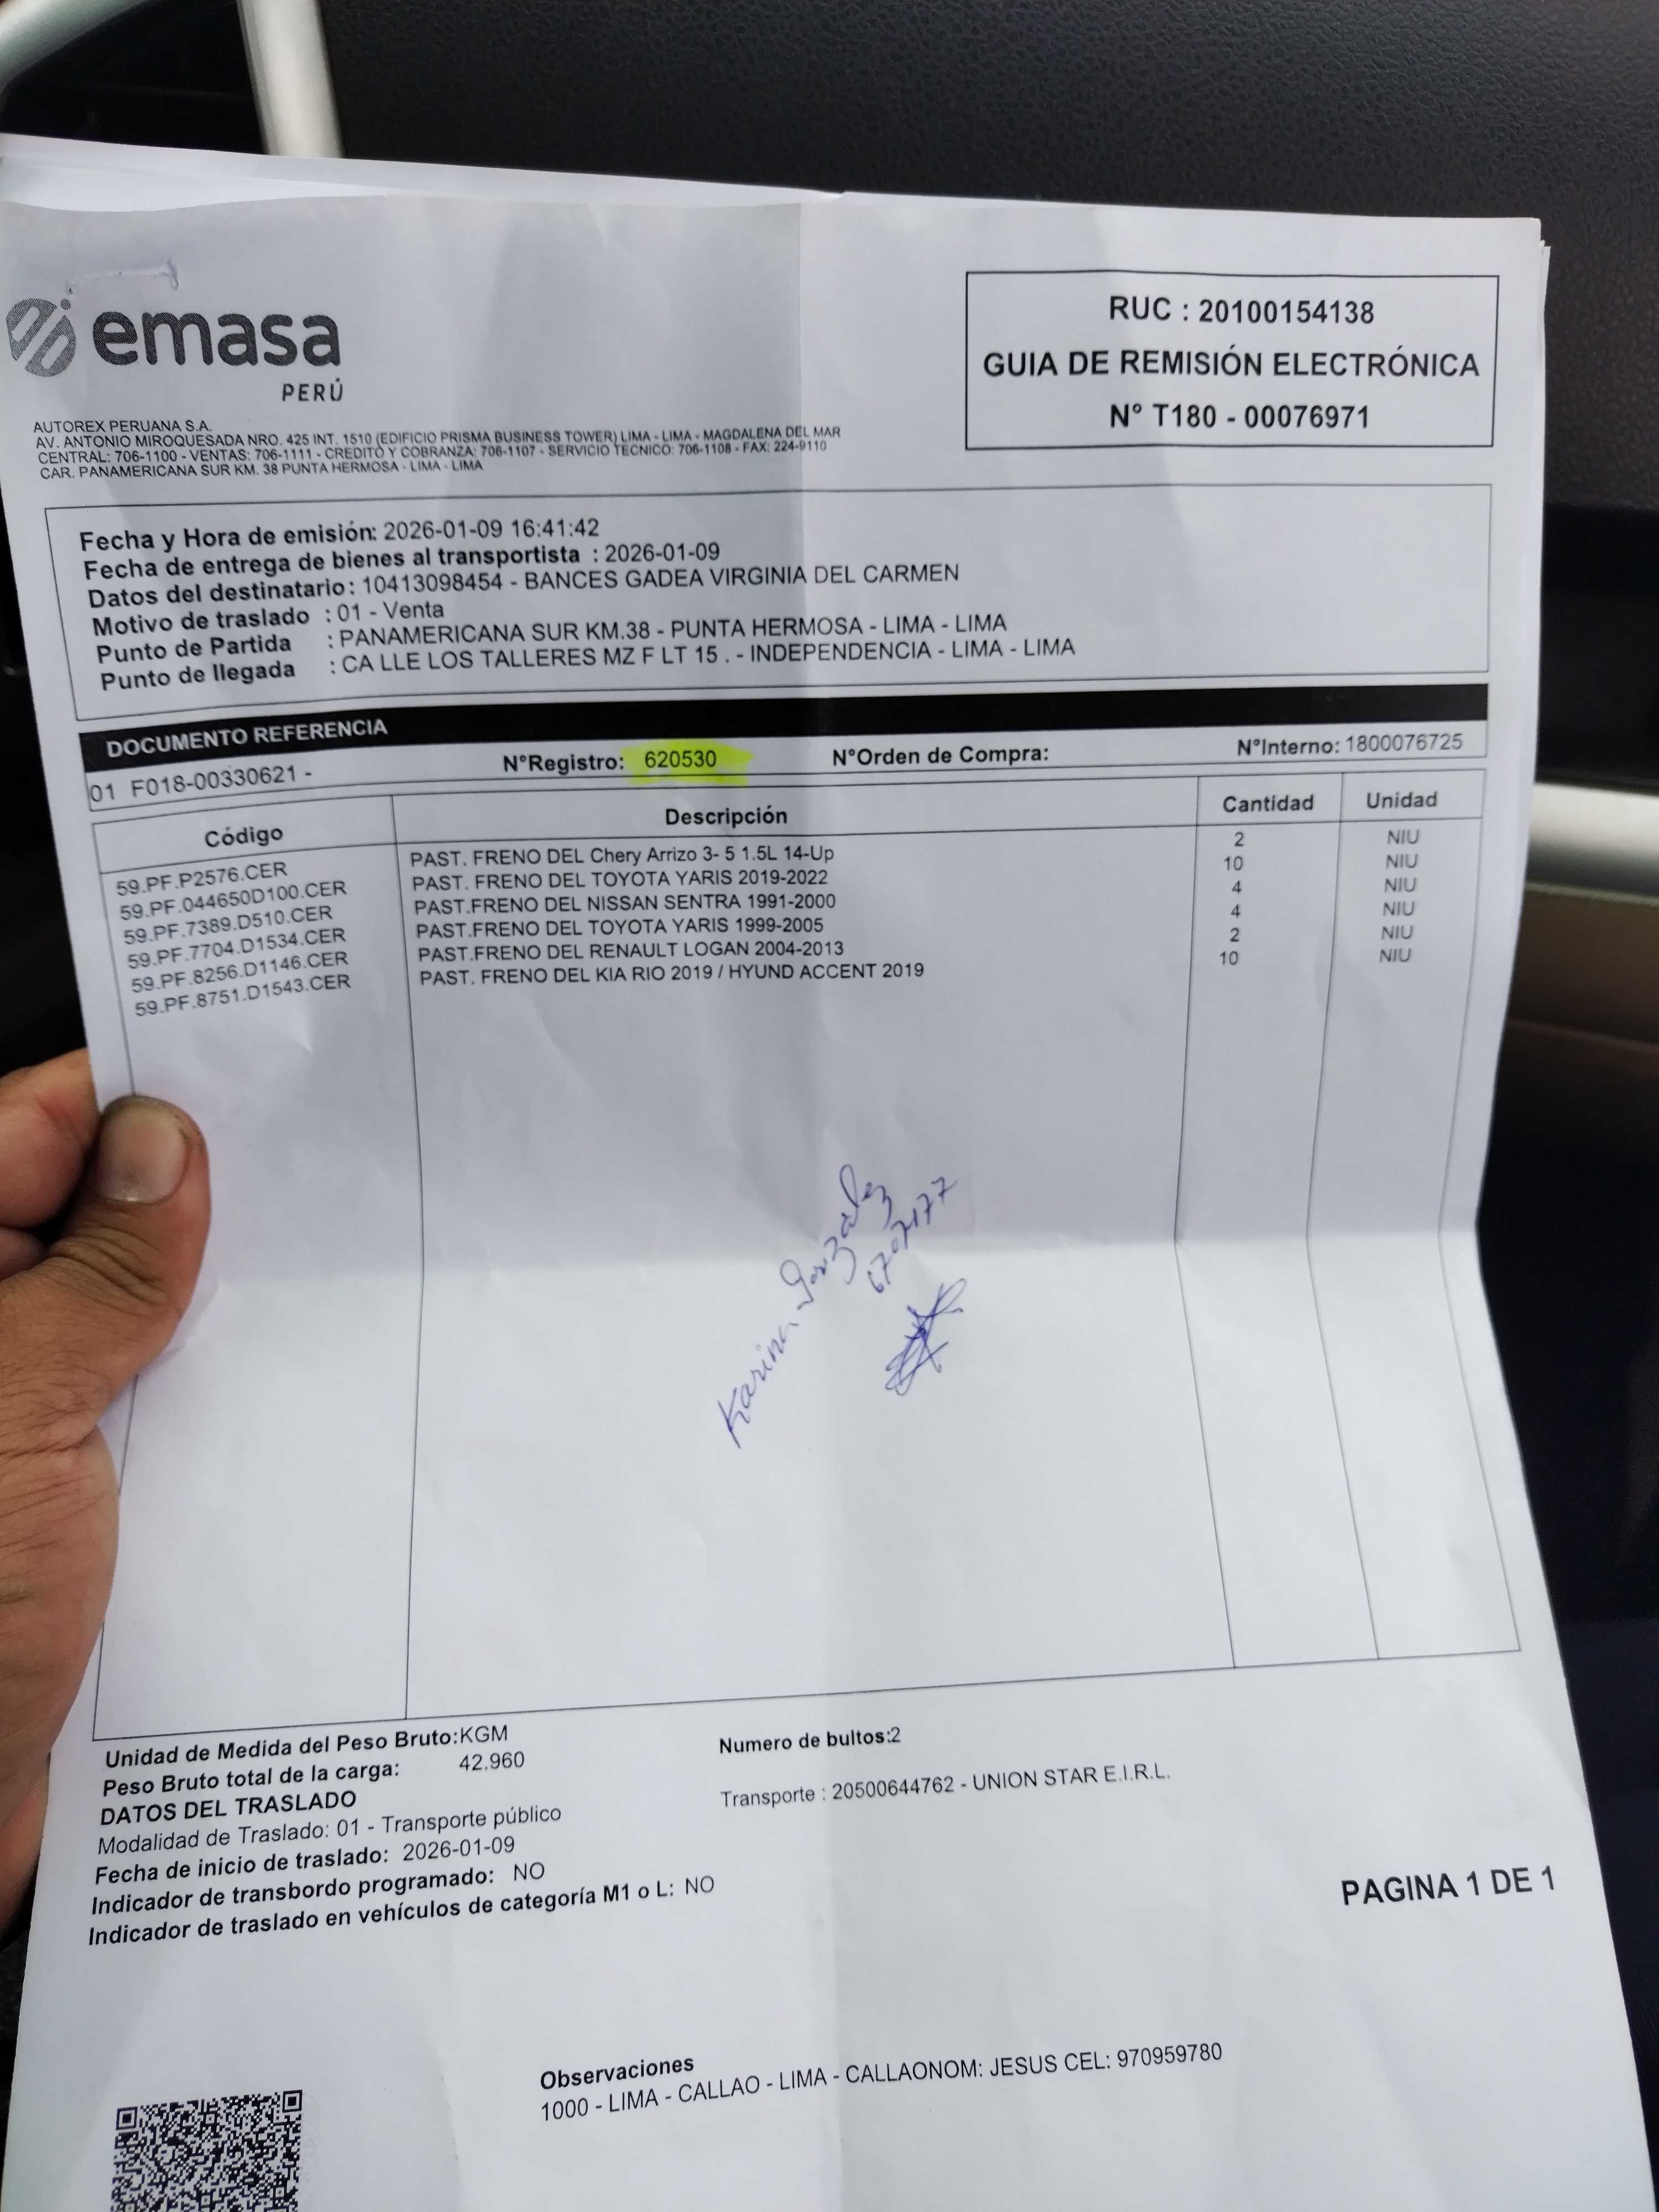 emasa
PERÚ
RUC : 20100154138
GUIA DE REMISIÓN ELECTRÓNICA
N° T180 - 00076971
AUTOREX PERUANA S.A.
AV. ANTONIO MIROQUESADA NRO. 425 INT. 1510 (EDIFICIO PRISMA BUSINESS TOWER) LIMA - LIMA - MAGDALENA DEL MAR
CENTRAL: 706-1100 - VENTAS: 706-1111 - CREDITO Y COBRANZA: 706-1107 - SERVICIO TECNICO: 706-1108 - FAX: 224-9110
CAR. PANAMERICANA SUR KM. 38 PUNTA HERMOSA - LIMA - LIMA
Fecha y Hora de emisión: 2026-01-09 16:41:42
Fecha de entrega de bienes al transportista : 2026-01-09
Datos del destinatario: 10413098454 - BANCES GADEA VIRGINIA DEL CARMEN
Motivo de traslado : 01 - Venta
Punto de Partida : PANAMERICANA SUR KM.38 - PUNTA HERMOSA - LIMA - LIMA
Punto de llegada : CA LLE LOS TALLERES MZ F LT 15 . - INDEPENDENCIA - LIMA - LIMA
DOCUMENTO REFERENCIA
01 F018-00330621 - N°Registro: 620530 N°Orden de Compra: N°Interno: 1800076725
Código Descripción Cantidad Unidad
59.PF.P2576.CER PAST. FRENO DEL Chery Arrizo 3- 5 1.5L 14-Up 2 NIU
59.PF.044650D100.CER PAST. FRENO DEL TOYOTA YARIS 2019-2022 10 NIU
59.PF.7389.D510.CER PAST.FRENO DEL NISSAN SENTRA 1991-2000 4 NIU
59.PF.7704.D1534.CER PAST.FRENO DEL TOYOTA YARIS 1999-2005 4 NIU
59.PF.8256.D1146.CER PAST.FRENO DEL RENAULT LOGAN 2004-2013 2 NIU
59.PF.8751.D1543.CER PAST. FRENO DEL KIA RIO 2019 / HYUND ACCENT 2019 10 NIU
Karina Gonzalez
Unidad de Medida del Peso Bruto:KGM Numero de bultos:2
Peso Bruto total de la carga: 42.960
DATOS DEL TRASLADO Transporte : 20500644762 - UNION STAR E.I.R.L.
Modalidad de Traslado: 01 - Transporte público
Fecha de inicio de traslado: 2026-01-09
Indicador de transbordo programado: NO
Indicador de traslado en vehículos de categoría M1 o L: NO
PAGINA 1 DE 1
Observaciones
1000 - LIMA - CALLAO - LIMA - CALLAONOM: JESUS CEL: 970959780